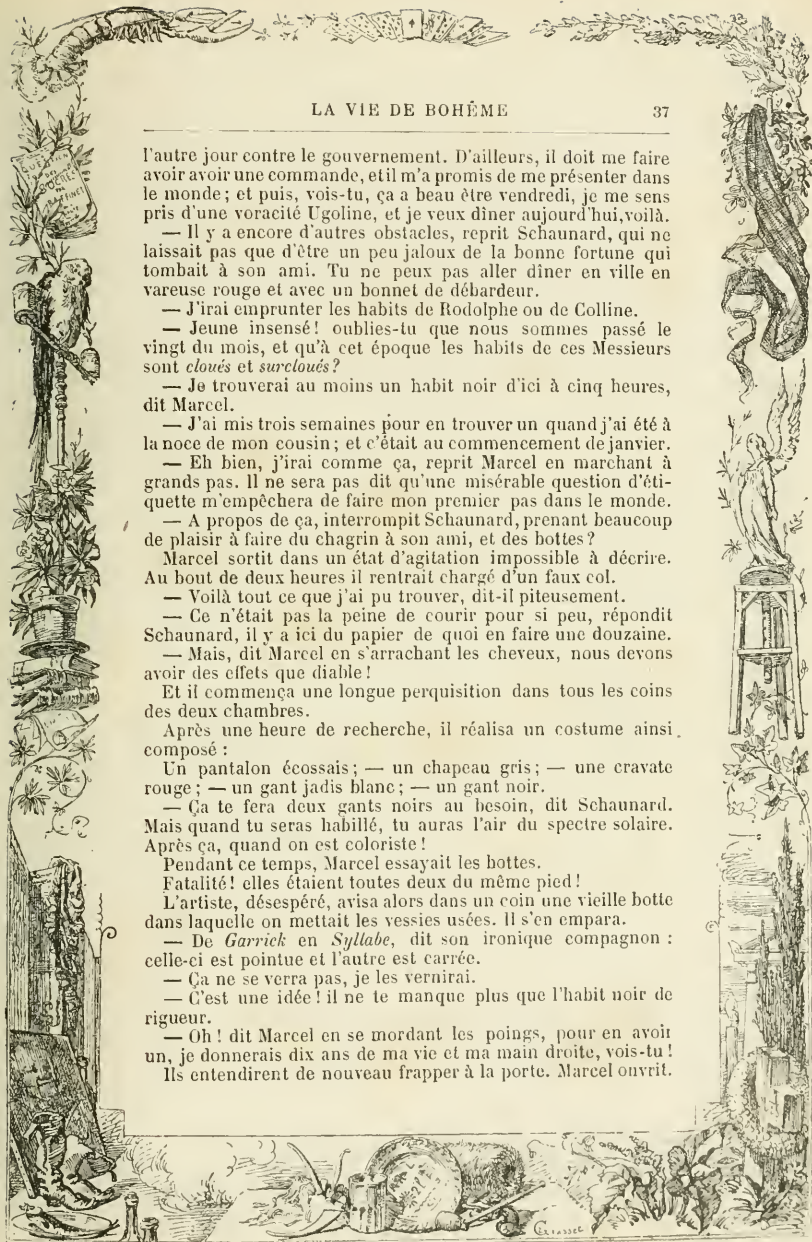 LA VIE DE BOHÊME 37
l'autre jour contre le gouvernement. D'ailleurs, il doit me faire
avoir avoir une commande, et il m'a promis de me présenter dans
le monde; et puis, vois-tu, ça a beau être vendredi, je me sens
pris d'une voracité Ugoline, et je veux dîner aujourd'hui, voilà.
— Il y a encore d'autres obstacles, reprit Schaunard, qui ne
laissait pas que d'être un peu jaloux de la bonne fortune qui
tombait à son ami. Tu ne peux pas aller dîner en ville en
vareuse rouge et avec un bonnet de débardeur.
— J'irai emprunter les habits de Rodolphe ou de Colline.
— Jeune insensé! oublies-tu que nous sommes passé le
vingt du mois, et qu'à cet époque les habits de ces Messieurs
sont cloués et surcloués?
— Je trouverai au moins un habit noir d'ici à cinq heures,
dit Marcel.
— J'ai mis trois semaines pour en trouver un quand j'ai été à
la noce de mon cousin; et c'était au commencement de janvier.
— Eh bien, j'irai comme ça, reprit Marcel en marchant à
grands pas. Il ne sera pas dit qu'une misérable question d'éti-
quette m'empêchera de faire mon premier pas dans le monde.
— A propos de ça, interrompit Schaunard, prenant beaucoup
de plaisir à faire du chagrin à son ami, et des bottes?
Marcel sortit dans un état d'agitation impossible à décrire.
Au bout de deux heures il rentrait chargé d'un faux col.
— Voilà tout ce que j'ai pu trouver, dit-il piteusement.
— Ce n'était pas la peine de courir pour si peu, répondit
Schaunard, il y a ici du papier de quoi en faire une douzaine.
— Mais, dit Marcel en s'arrachant les cheveux, nous devons
avoir des effets que diable!
Et il commença une longue perquisition dans tous les coins
des deux chambres.
Après une heure de recherche, il réalisa un costume ainsi
composé :
Un pantalon écossais; — un chapeau gris; — une cravate
rouge; — un gant jadis blanc; — un gant noir.
— Ça te fera deux gants noirs au besoin, dit Schaunard.
Mais quand tu seras habillé, tu auras l'air du spectre solaire.
Après ça, quand on est coloriste!
Pendant ce temps, Marcel essayait les bottes.
Fatalité! elles étaient toutes deux du même pied!
L'artiste, désespéré, avisa alors dans un coin une vieille botte
dans laquelle on mettait les vessies usées. Il s'en empara.
— De Garrick en Syllabe, dit son ironique compagnon :
celle-ci est pointue et l'autre est carrée.
— Ça ne se verra pas, je les vernirai.
— C'est une idée! il ne te manque plus que l'habit noir de
rigueur.
— Oh! dit Marcel en se mordant les poings, pour en avoir
un, je donnerais dix ans de ma vie et ma main droite, vois-tu!
Ils entendirent de nouveau frapper à la porte. Marcel ouvrit.